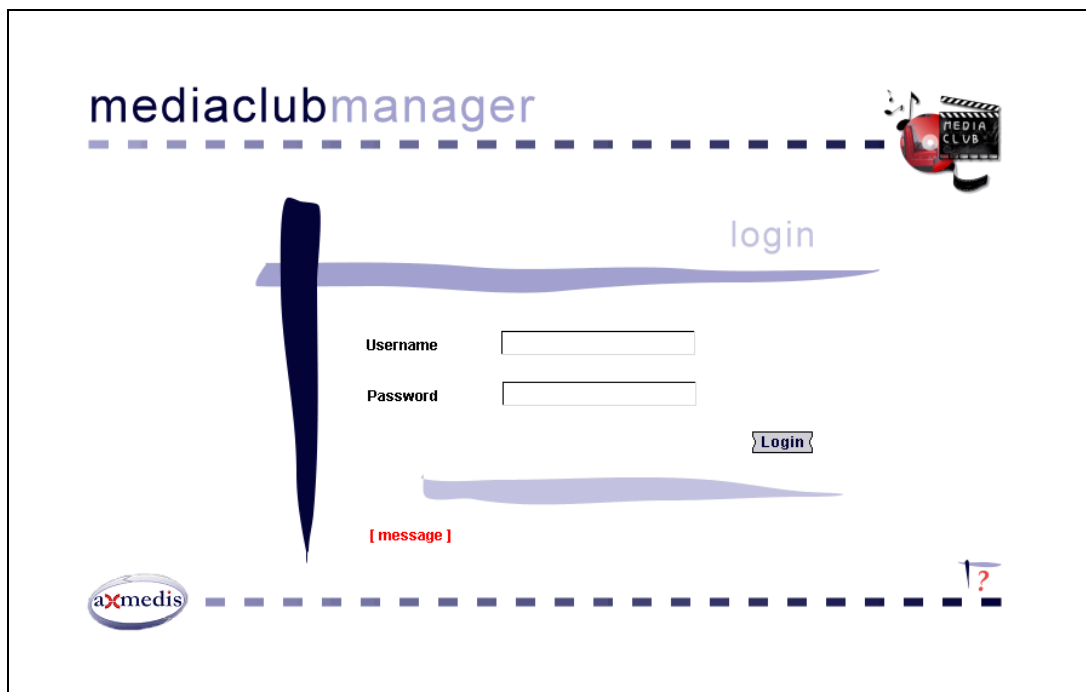 mediaclubmanager
MEDIA
CLUB
login
Username
Password
Login
[ message ]
?
axmedis